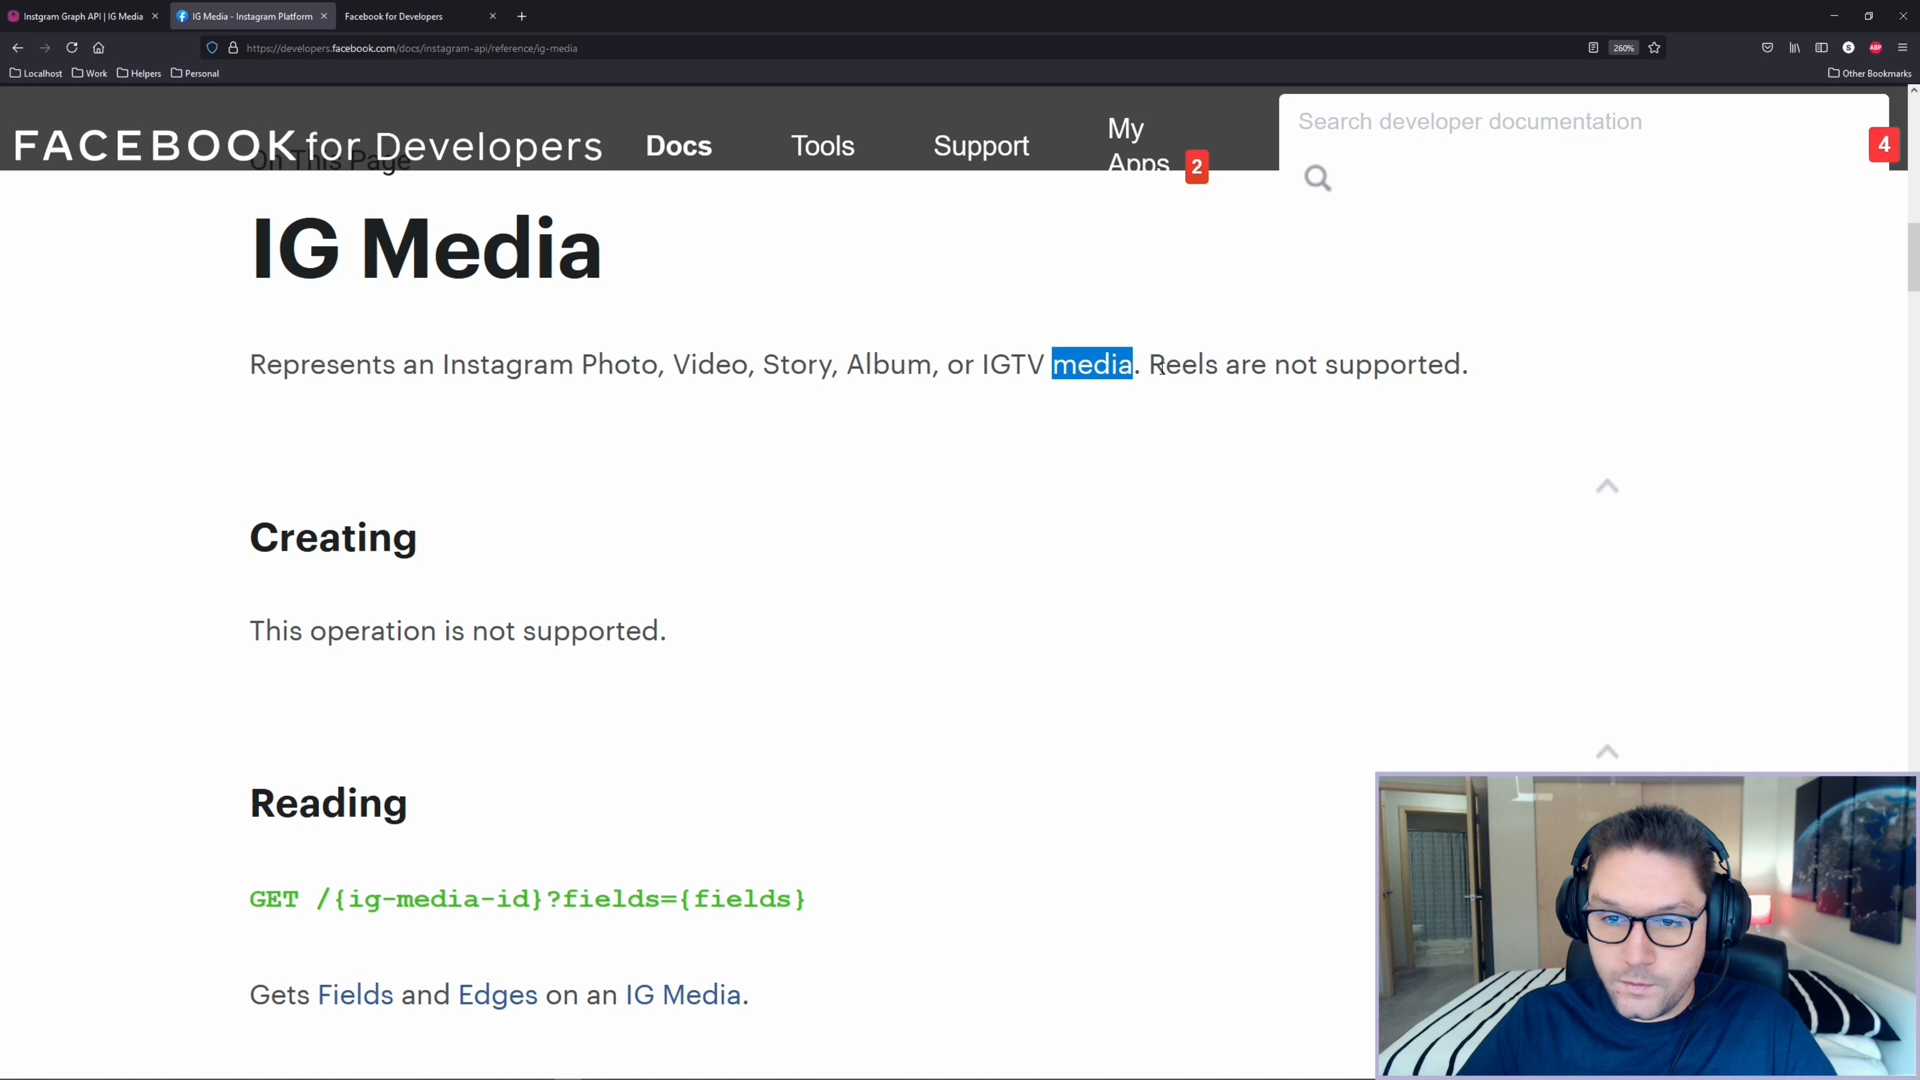 Instgram Graph API | IG Media
IG Media - Instagram Platform
Facebook for Developers
https://developers.facebook.com/docs/instagram-api/reference/ig-media
260%
Localhost
Work
Helpers
Personal
Other Bookmarks
FACEBOOK for Developers
Docs
Tools
Support
My Apps
2
Search developer documentation
4
On This Page
IG Media
Represents an Instagram Photo, Video, Story, Album, or IGTV media. Reels are not supported.
Creating
This operation is not supported.
Reading
GET /{ig-media-id}?fields={fields}
Gets Fields and Edges on an IG Media.